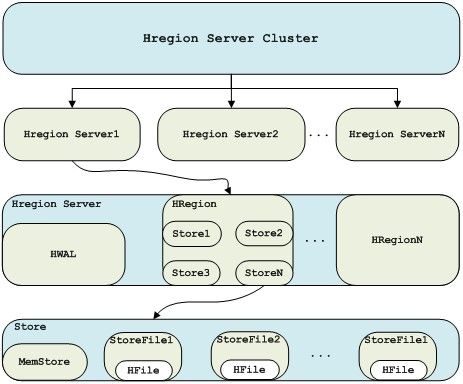 Hregion Server Cluster
Hregion Server1
Hregion Server2
...
Hregion ServerN
Hregion Server
HWAL
HRegion
Store1
Store2
Store3
StoreN
...
HRegionN
Store
MemStore
StoreFile1
HFile
StoreFile2
HFile
...
StoreFile1
HFile